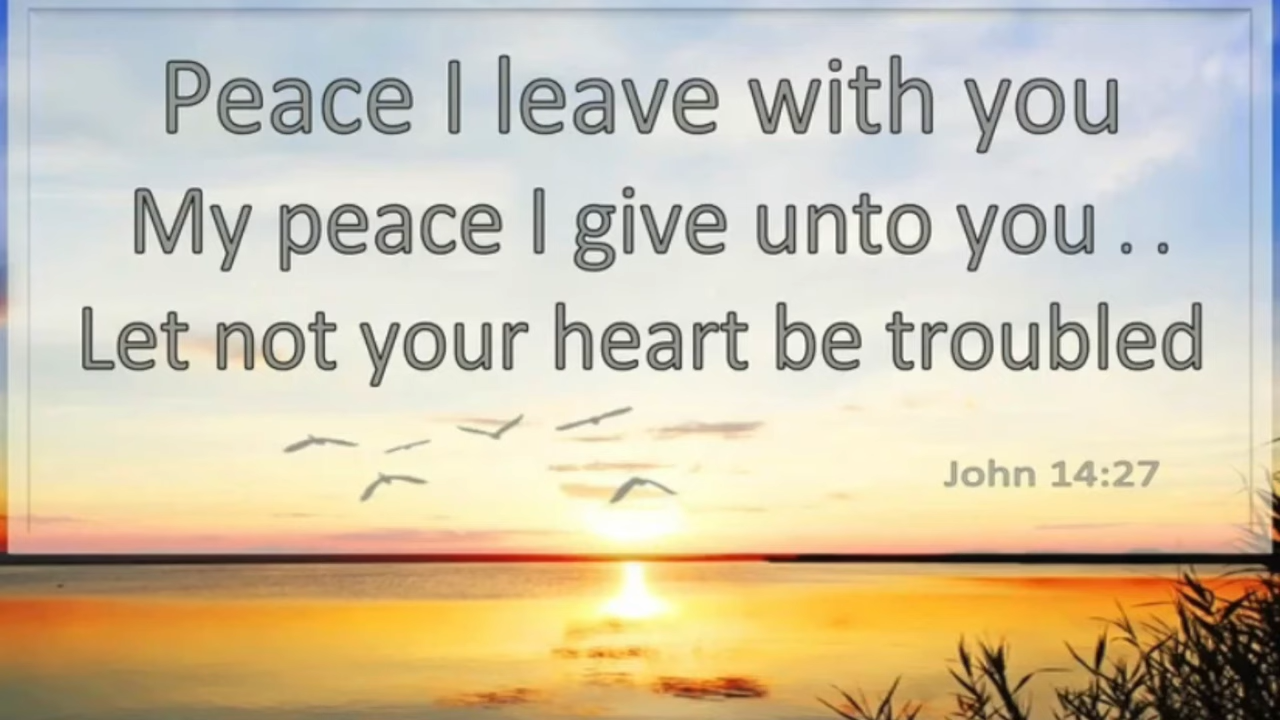 Peace I leave with you
My peace I give unto you . .
Let not your heart be troubled
John 14:27